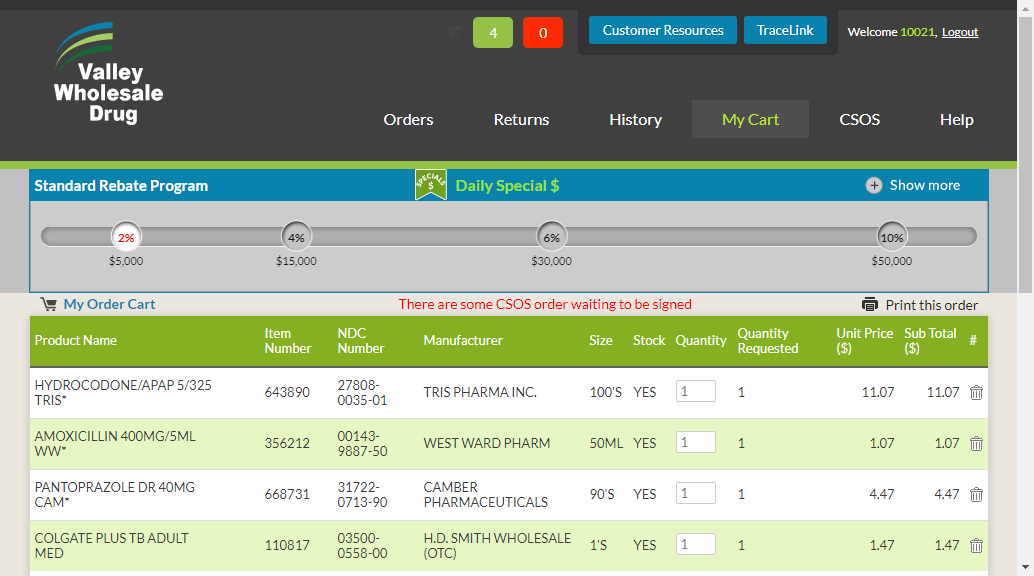 4 0 Customer Resources TraceLink Welcome 10021, Logout
Valley
Wholesale
Drug
Orders Returns History My Cart CSOS Help
Standard Rebate Program SPECIALS $ Daily Special $ + Show more
2% 4% 6% 10%
$5,000 $15,000 $30,000 $50,000
My Order Cart There are some CSOS order waiting to be signed Print this order
Product Name Item Number NDC Number Manufacturer Size Stock Quantity Quantity Requested Unit Price ($) Sub Total ($) #
HYDROCODONE/APAP 5/325 TRIS* 643890 27808-0035-01 TRIS PHARMA INC. 100'S YES 1 1 11.07 11.07
AMOXICILLIN 400MG/5ML WW* 356212 00143-9887-50 WEST WARD PHARM 50ML YES 1 1 1.07 1.07
PANTOPRAZOLE DR 40MG CAM* 668731 31722-0713-90 CAMBER PHARMACEUTICALS 90'S YES 1 1 4.47 4.47
COLGATE PLUS TB ADULT MED 110817 03500-0558-00 H.D. SMITH WHOLESALE (OTC) 1'S YES 1 1 1.47 1.47